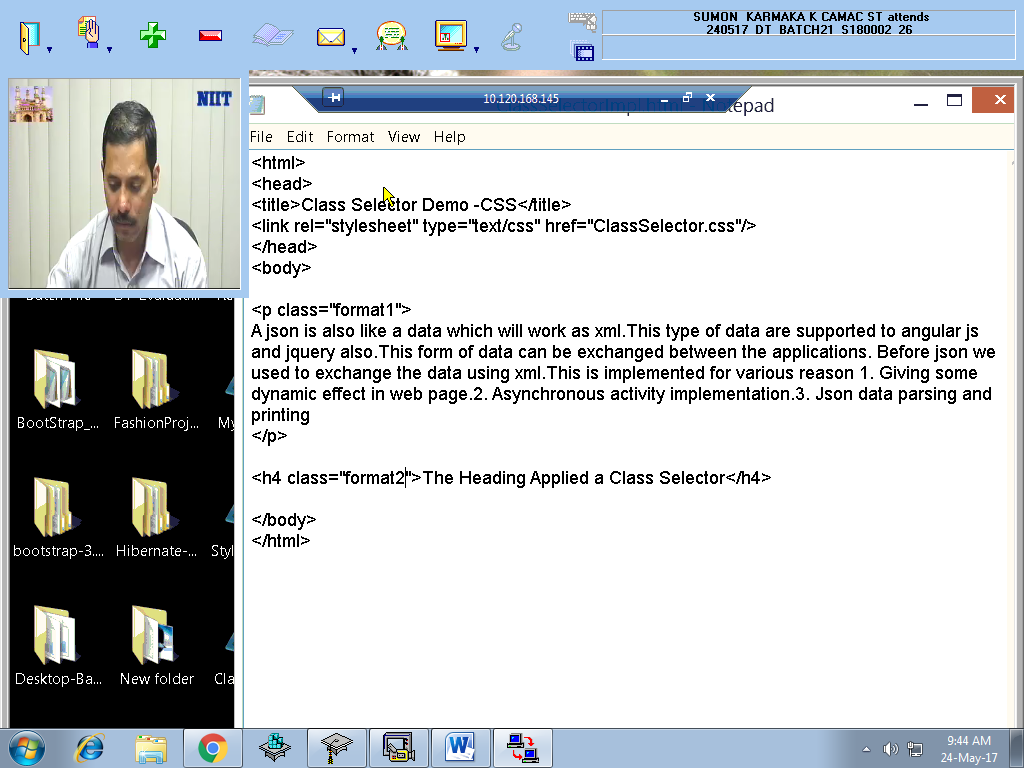 SUMON KARMAKA K CAMAC ST attends
240517 DT BATCH21 S180002 26
NIIT
10.120.168.145
Notepad
File Edit Format View Help
<html>
<head>
<title>Class Selector Demo -CSS</title>
<link rel="stylesheet" type="text/css" href="ClassSelector.css"/>
</head>
<body>
<p class="format1">
A json is also like a data which will work as xml.This type of data are supported to angular js
and jquery also.This form of data can be exchanged between the applications. Before json we
used to exchange the data using xml.This is implemented for various reason 1. Giving some
dynamic effect in web page.2. Asynchronous activity implementation.3. Json data parsing and
printing
</p>
<h4 class="format2">The Heading Applied a Class Selector</h4>
</body>
</html>
BootStrap_... FashionProj... My
bootstrap-3.... Hibernate-... Styl
Desktop-Ba... New folder Cla
9:44 AM
24-May-17